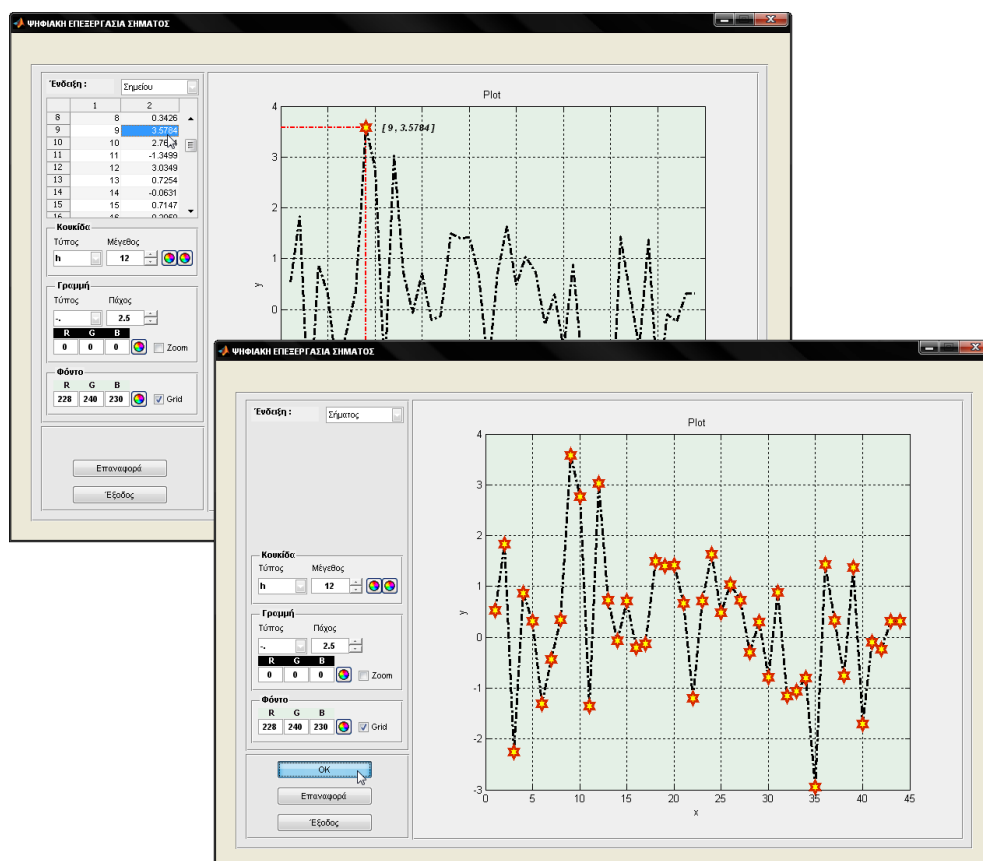 ΨΗΦΙΑΚΗ ΕΠΕΞΕΡΓΑΣΙΑ ΣΗΜΑΤΟΣ
Ένδειξη :
Σημείου
1 2
8 8 0.3426
9 9 3.5784
10 10
11 11 -1.3499
12 12 3.0349
13 13 0.7254
14 14 -0.0631
15 15 0.7147
Κουκίδα
Τύπος Μέγεθος
h 12
Γραμμή
Τύπος Πάχος
-. 2.5
R G B
0 0 0 Zoom
Φόντο
R G B
228 240 230 Grid
Επαναφορά
Έξοδος
Plot
[9, 3.5784]
4
3
2
1
0
y
ΨΗΦΙΑΚΗ ΕΠΕΞΕΡΓΑΣΙΑ ΣΗΜΑΤΟΣ
Ένδειξη :
Σήματος
Κουκίδα
Τύπος Μέγεθος
h 12
Γραμμή
Τύπος Πάχος
-. 2.5
R G B
0 0 0 Zoom
Φόντο
R G B
228 240 230 Grid
OK
Επαναφορά
Έξοδος
Plot
4
3
2
1
0
-1
-2
-3
y
0 5 10 15 20 25 30 35 40 45
x